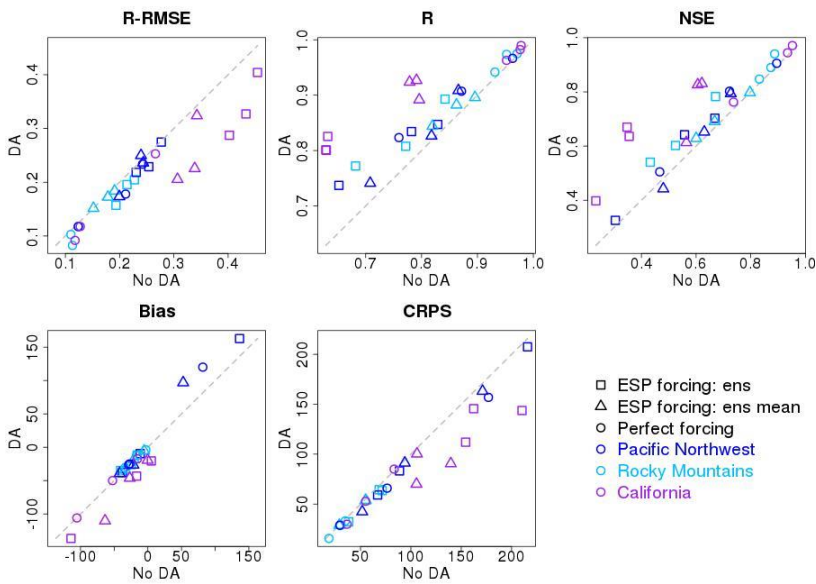 R-RMSE
R
NSE
DA
0.1 0.2 0.3 0.4
0.1 0.2 0.3 0.4
No DA
DA
0.7 0.8 0.9 1.0
0.7 0.8 0.9 1.0
No DA
DA
0.4 0.6 0.8 1.0
0.4 0.6 0.8 1.0
No DA
Bias
CRPS
DA
-100 0 50 150
-100 0 50 150
No DA
DA
50 100 150 200
50 100 150 200
No DA
ESP forcing: ens
ESP forcing: ens mean
Perfect forcing
Pacific Northwest
Rocky Mountains
California